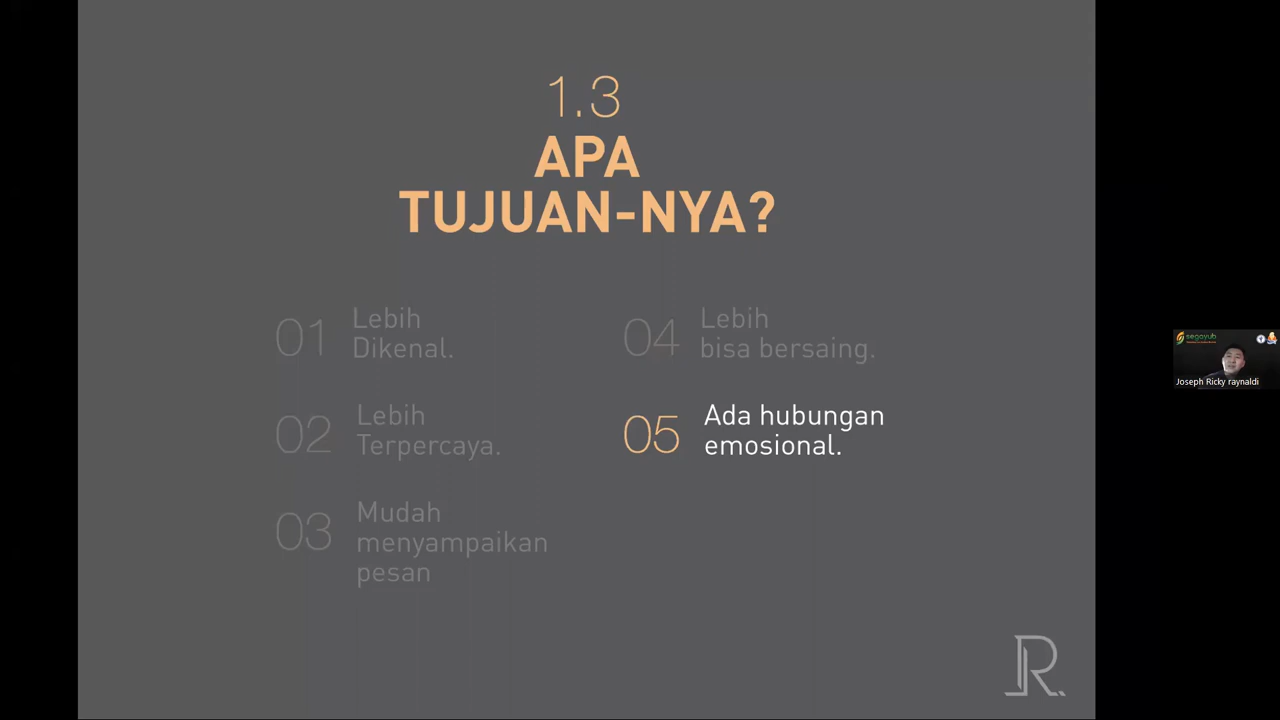 1.3
APA
TUJUAN-NYA?
01
Lebih
Dikenal.
02
Lebih
Terpercaya.
03
Mudah
menyampaikan
pesan
04
Lebih
bisa bersaing.
05
Ada hubungan
emosional.
R.
segoyub
Joseph Ricky raynaldi